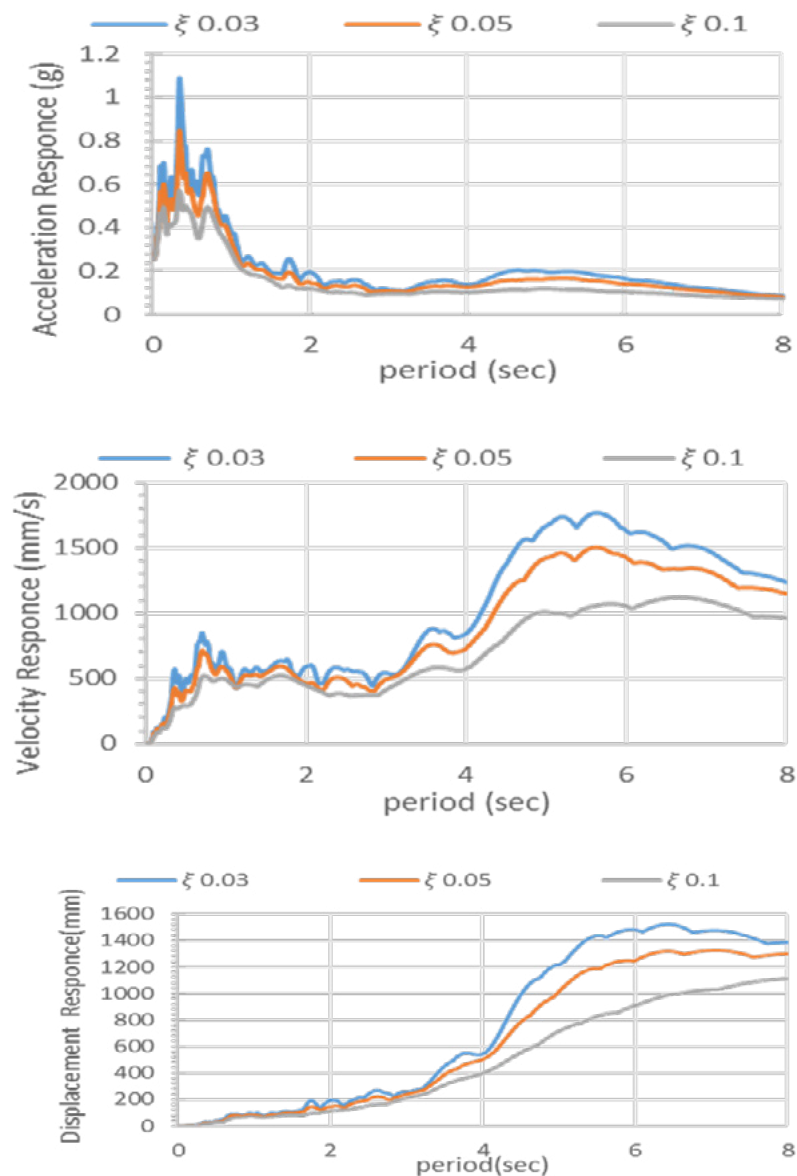 ξ 0.03 ξ 0.05 ξ 0.1
1.2
1
0.8
0.6
0.4
0.2
0
Acceleration Responce (g)
0 2 4 6 8
period (sec)
ξ 0.03 ξ 0.05 ξ 0.1
2000
1500
1000
500
0
Velocity Responce (mm/s)
0 2 4 6 8
period (sec)
ξ 0.03 ξ 0.05 ξ 0.1
1600
1400
1200
1000
800
600
400
200
0
Displacement Responce(mm)
0 2 4 6 8
period(sec)